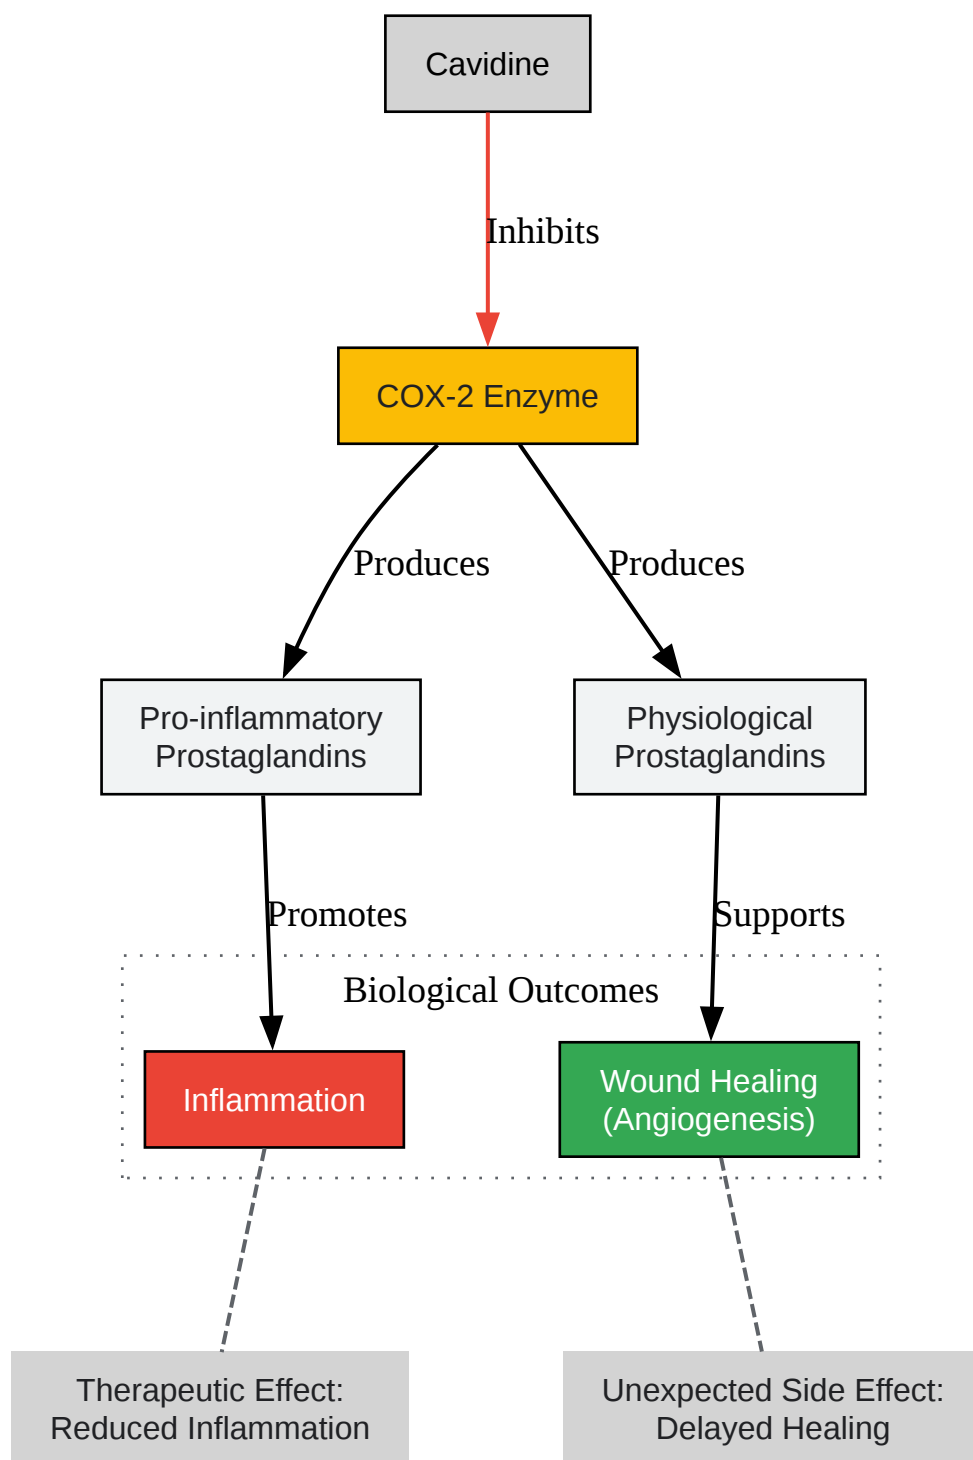 Cavidine
Inhibits
COX-2 Enzyme
Produces
Produces
Pro-inflammatory
Prostaglandins
Physiological
Prostaglandins
Promotes
Supports
Biological Outcomes
Inflammation
Wound Healing
(Angiogenesis)
Therapeutic Effect:
Reduced Inflammation
Unexpected Side Effect:
Delayed Healing